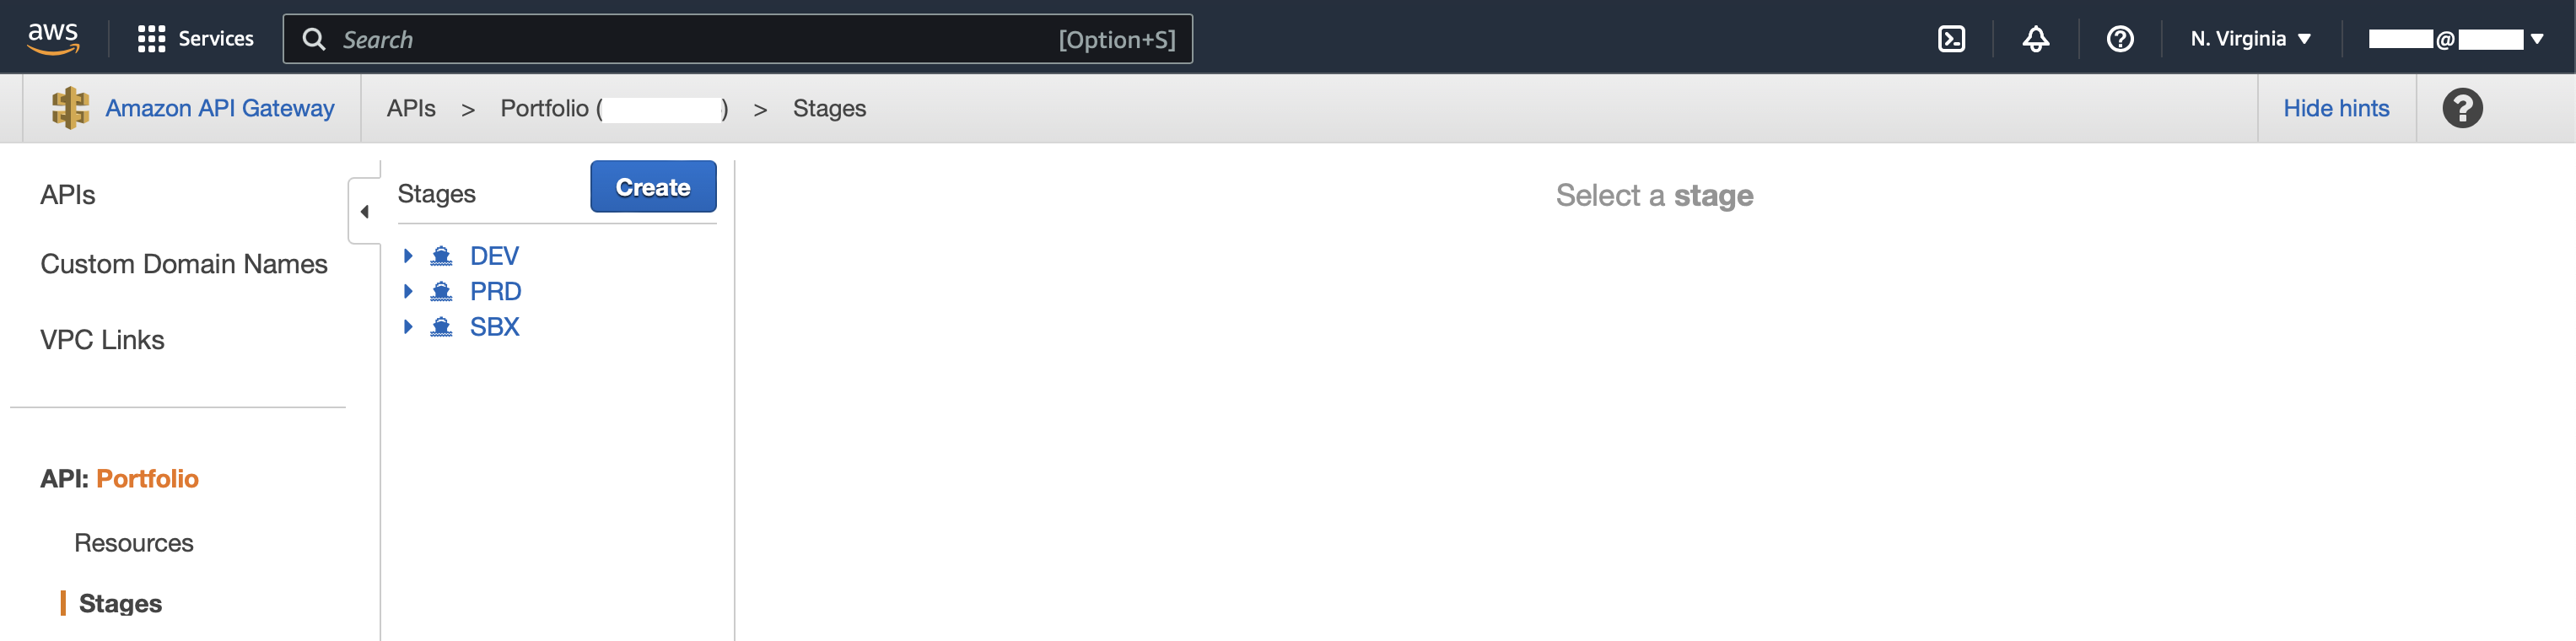 aws Services Search [Option+S] N. Virginia @
Amazon API Gateway APIs > Portfolio ( ) > Stages Hide hints ?
APIs
Custom Domain Names
VPC Links
API: Portfolio
Resources
Stages
Stages Create
DEV
PRD
SBX
Select a stage